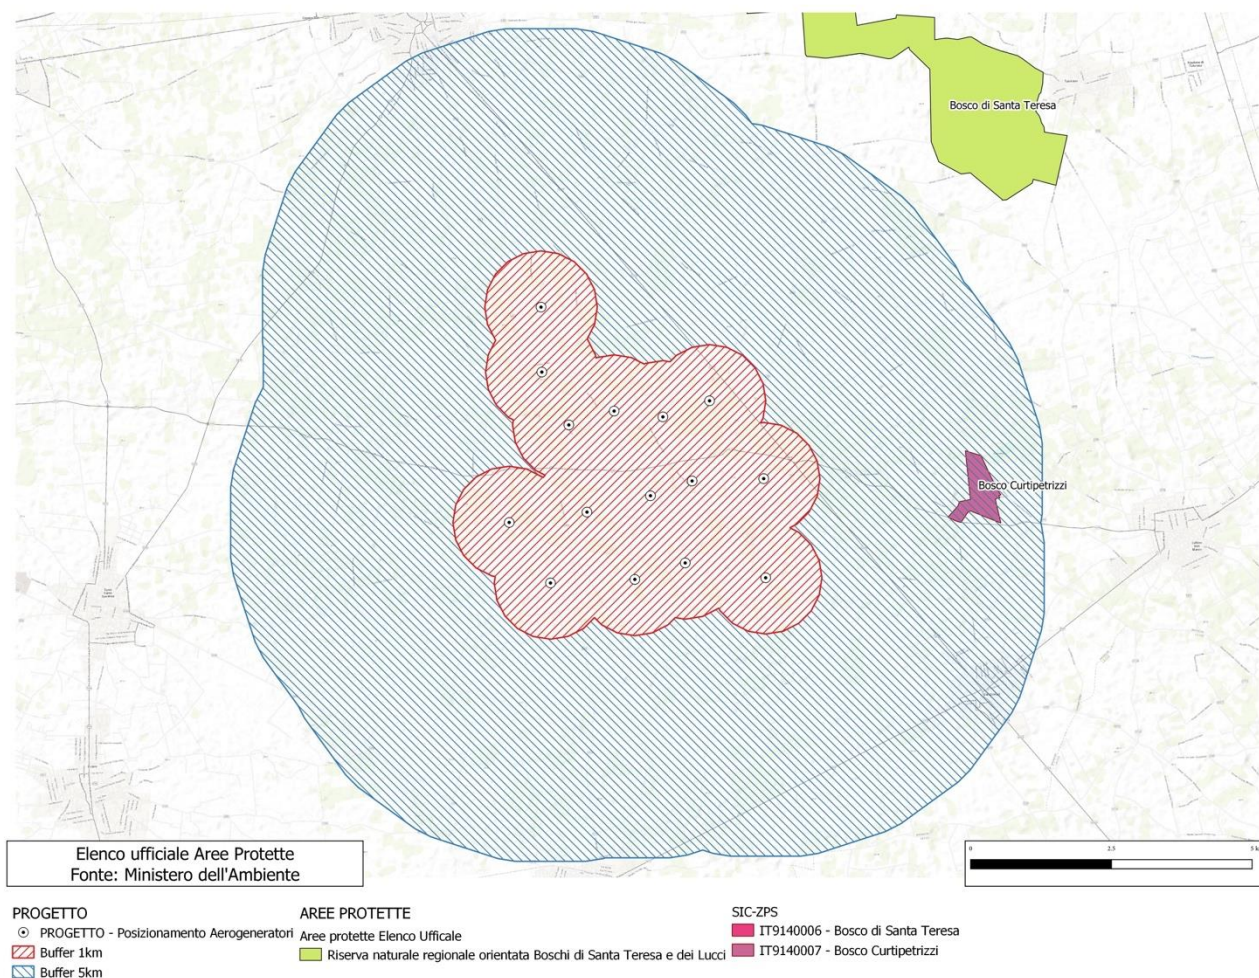 Bosco di Santa Teresa
Bosco Curtipetrizzi
Elenco ufficiale Aree Protette
Fonte: Ministero dell'Ambiente
0 2.5 5 k
PROGETTO
PROGETTO - Posizionamento Aerogeneratori
Buffer 1km
Buffer 5km
AREE PROTETTE
Aree protette Elenco Ufficale
Riserva naturale regionale orientata Boschi di Santa Teresa e dei Lucci
SIC-ZPS
IT9140006 - Bosco di Santa Teresa
IT9140007 - Bosco Curtipetrizzi